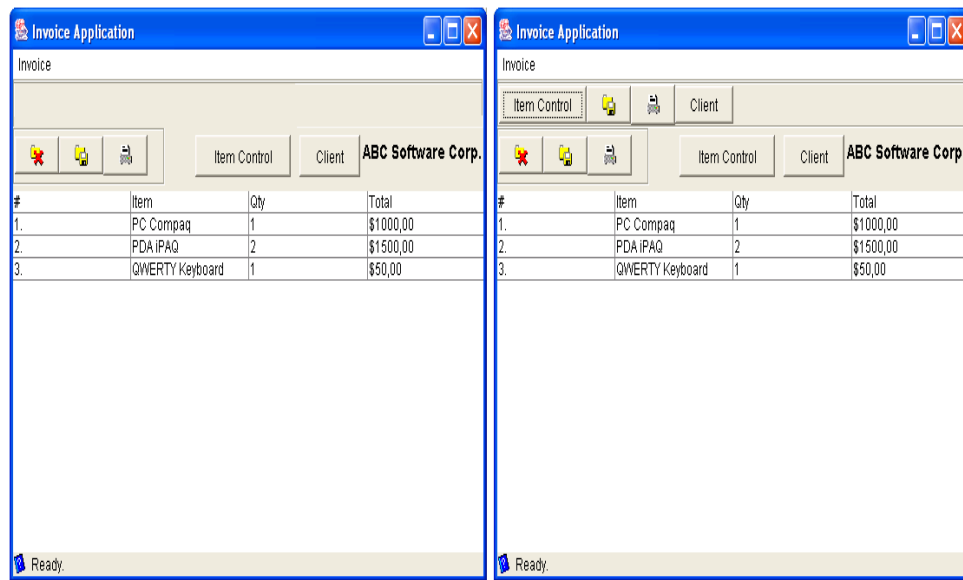 Invoice Application
Invoice
Item Control Client ABC Software Corp.
# Item Qty Total
1. PC Compaq 1 $1000,00
2. PDA iPAQ 2 $1500,00
3. QWERTY Keyboard 1 $50,00
Ready.
Invoice Application
Invoice
Item Control Client
Item Control Client ABC Software Corp
# Item Qty Total
1. PC Compaq 1 $1000,00
2. PDA iPAQ 2 $1500,00
3. QWERTY Keyboard 1 $50,00
Ready.